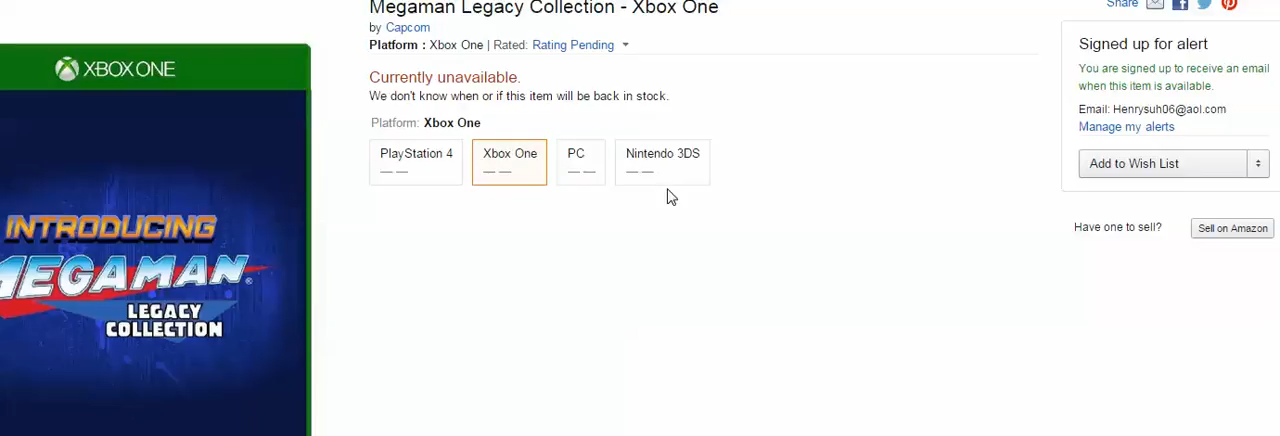 Megaman Legacy Collection - Xbox One
by Capcom
Platform : Xbox One | Rated: Rating Pending
Currently unavailable.
We don't know when or if this item will be back in stock.
Platform: Xbox One
PlayStation 4
— —
Xbox One
— —
PC
— —
Nintendo 3DS
— —
XBOX ONE
INTRODUCING
MEGAMAN
LEGACY
COLLECTION
Share
Signed up for alert
You are signed up to receive an email
when this item is available.
Email: Henrysuh06@aol.com
Manage my alerts
Add to Wish List
Have one to sell?
Sell on Amazon